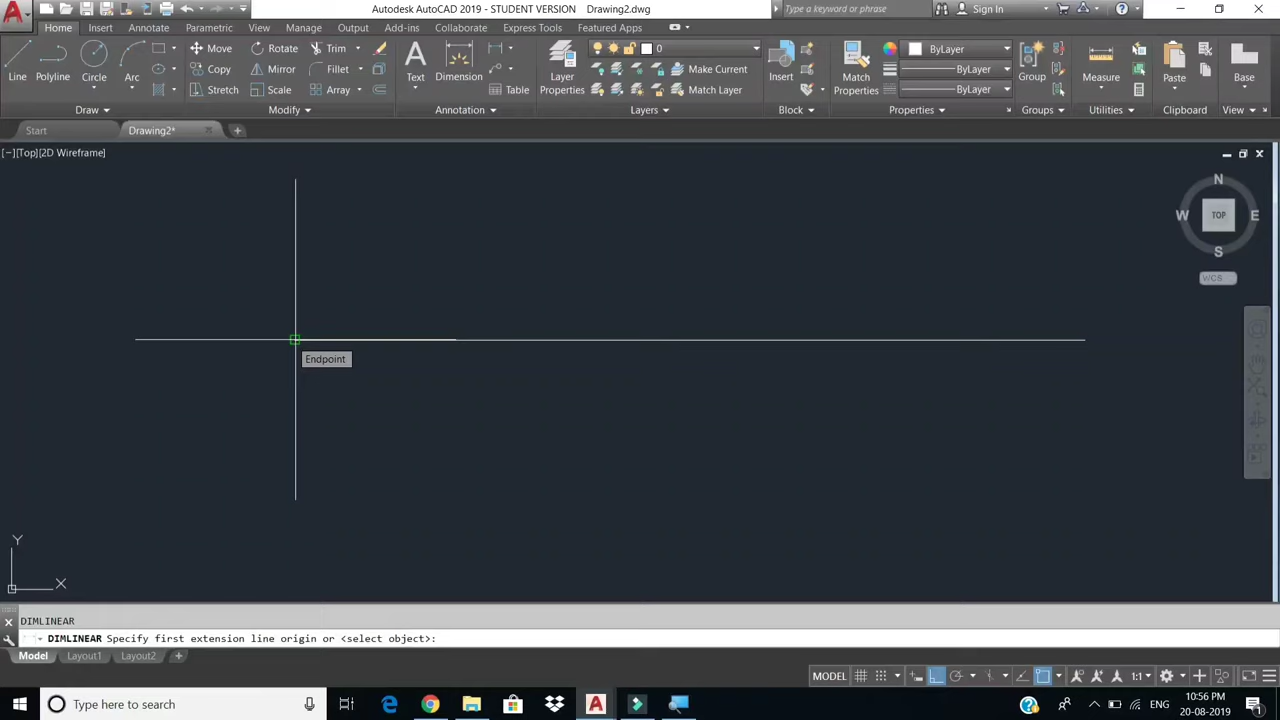 Autodesk AutoCAD 2019 - STUDENT VERSION Drawing2.dwg
Type a keyword or phrase
Sign In
Home Insert Annotate Parametric View Manage Output Add-ins Collaborate Express Tools Featured Apps
Line Polyline Circle Arc
Move Rotate Trim
Copy Mirror Fillet
Stretch Scale Array
Text Dimension Table
Layer Properties
0
Make Current
Match Layer
Insert
Match Properties
ByLayer
ByLayer
ByLayer
Group Measure Paste Base
Draw Modify Annotation Layers Block Properties Groups Utilities Clipboard View
Start Drawing2*
[−][Top][2D Wireframe]
N
W TOP E
S
WCS
Endpoint
Y
X
DIMLINEAR
DIMLINEAR Specify first extension line origin or <select object>:
Model Layout1 Layout2
MODEL 1:1
Type here to search
ENG
10:56 PM
20-08-2019
1